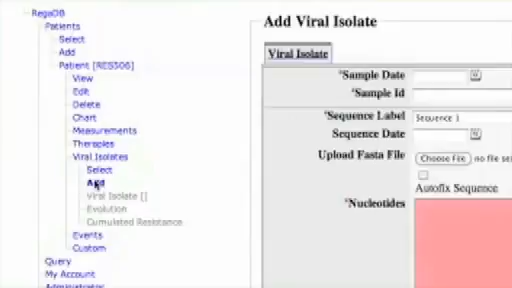 RegaDB
Patients
Select
Add
Patient [RES306]
View
Edit
Delete
Chart
Measurements
Therapies
Viral Isolates
Select
Add
Viral Isolate []
Evolution
Cumulated Resistance
Events
Custom
Query
My Account
Administrator
Add Viral Isolate
Viral Isolate
*Sample Date
*Sample Id
*Sequence Label Sequence 1
Sequence Date
Upload Fasta File Choose File no file se
Autofix Sequence
*Nucleotides